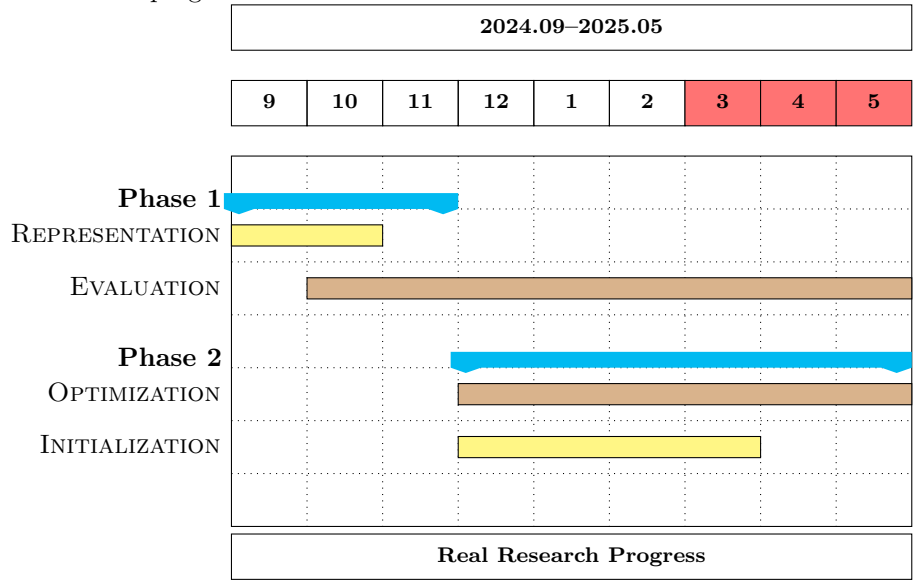 2024.09–2025.05
9 10 11 12 1 2 3 4 5
Phase 1
REPRESENTATION
EVALUATION
Phase 2
OPTIMIZATION
INITIALIZATION
Real Research Progress